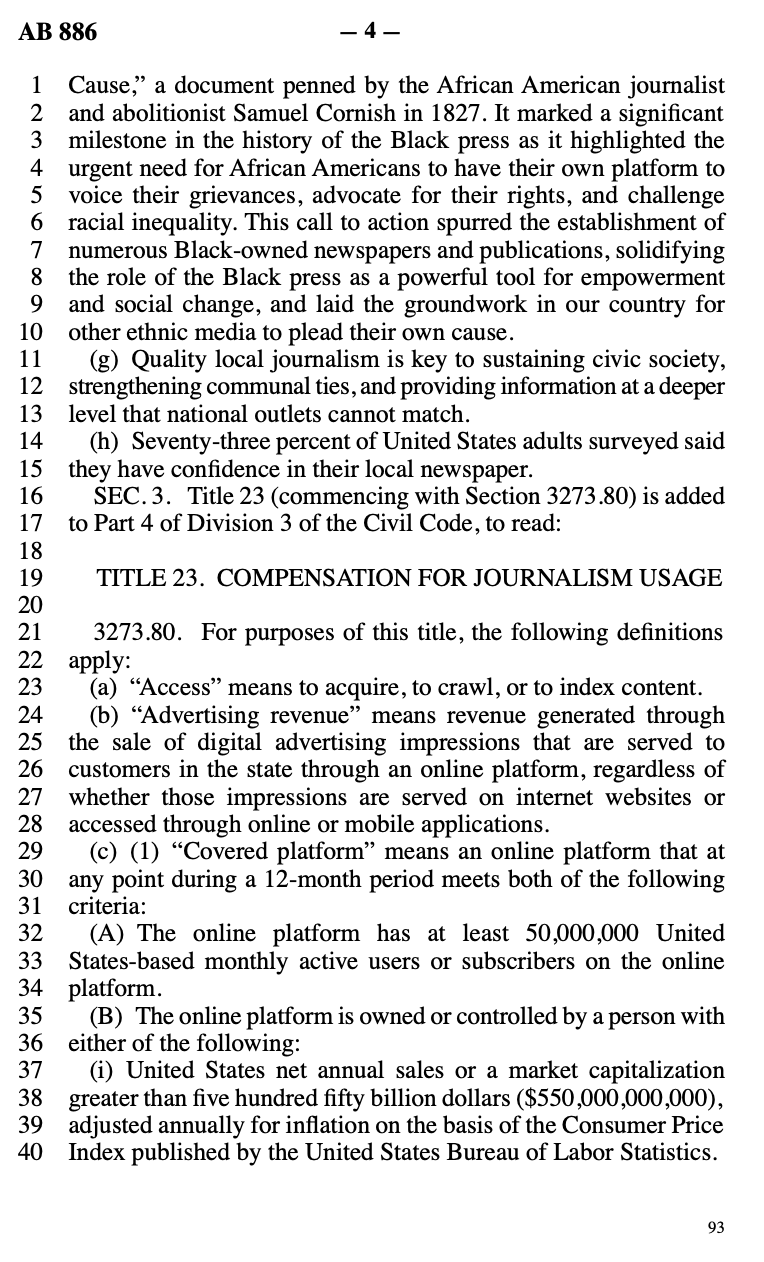 AB 886 — 4 —
1 Cause,” a document penned by the African American journalist
2 and abolitionist Samuel Cornish in 1827. It marked a significant
3 milestone in the history of the Black press as it highlighted the
4 urgent need for African Americans to have their own platform to
5 voice their grievances, advocate for their rights, and challenge
6 racial inequality. This call to action spurred the establishment of
7 numerous Black-owned newspapers and publications, solidifying
8 the role of the Black press as a powerful tool for empowerment
9 and social change, and laid the groundwork in our country for
10 other ethnic media to plead their own cause.
11 (g) Quality local journalism is key to sustaining civic society,
12 strengthening communal ties, and providing information at a deeper
13 level that national outlets cannot match.
14 (h) Seventy-three percent of United States adults surveyed said
15 they have confidence in their local newspaper.
16 SEC. 3. Title 23 (commencing with Section 3273.80) is added
17 to Part 4 of Division 3 of the Civil Code, to read:
18
19 TITLE 23. COMPENSATION FOR JOURNALISM USAGE
20
21 3273.80. For purposes of this title, the following definitions
22 apply:
23 (a) “Access” means to acquire, to crawl, or to index content.
24 (b) “Advertising revenue” means revenue generated through
25 the sale of digital advertising impressions that are served to
26 customers in the state through an online platform, regardless of
27 whether those impressions are served on internet websites or
28 accessed through online or mobile applications.
29 (c) (1) “Covered platform” means an online platform that at
30 any point during a 12-month period meets both of the following
31 criteria:
32 (A) The online platform has at least 50,000,000 United
33 States-based monthly active users or subscribers on the online
34 platform.
35 (B) The online platform is owned or controlled by a person with
36 either of the following:
37 (i) United States net annual sales or a market capitalization
38 greater than five hundred fifty billion dollars ($550,000,000,000),
39 adjusted annually for inflation on the basis of the Consumer Price
40 Index published by the United States Bureau of Labor Statistics.
93